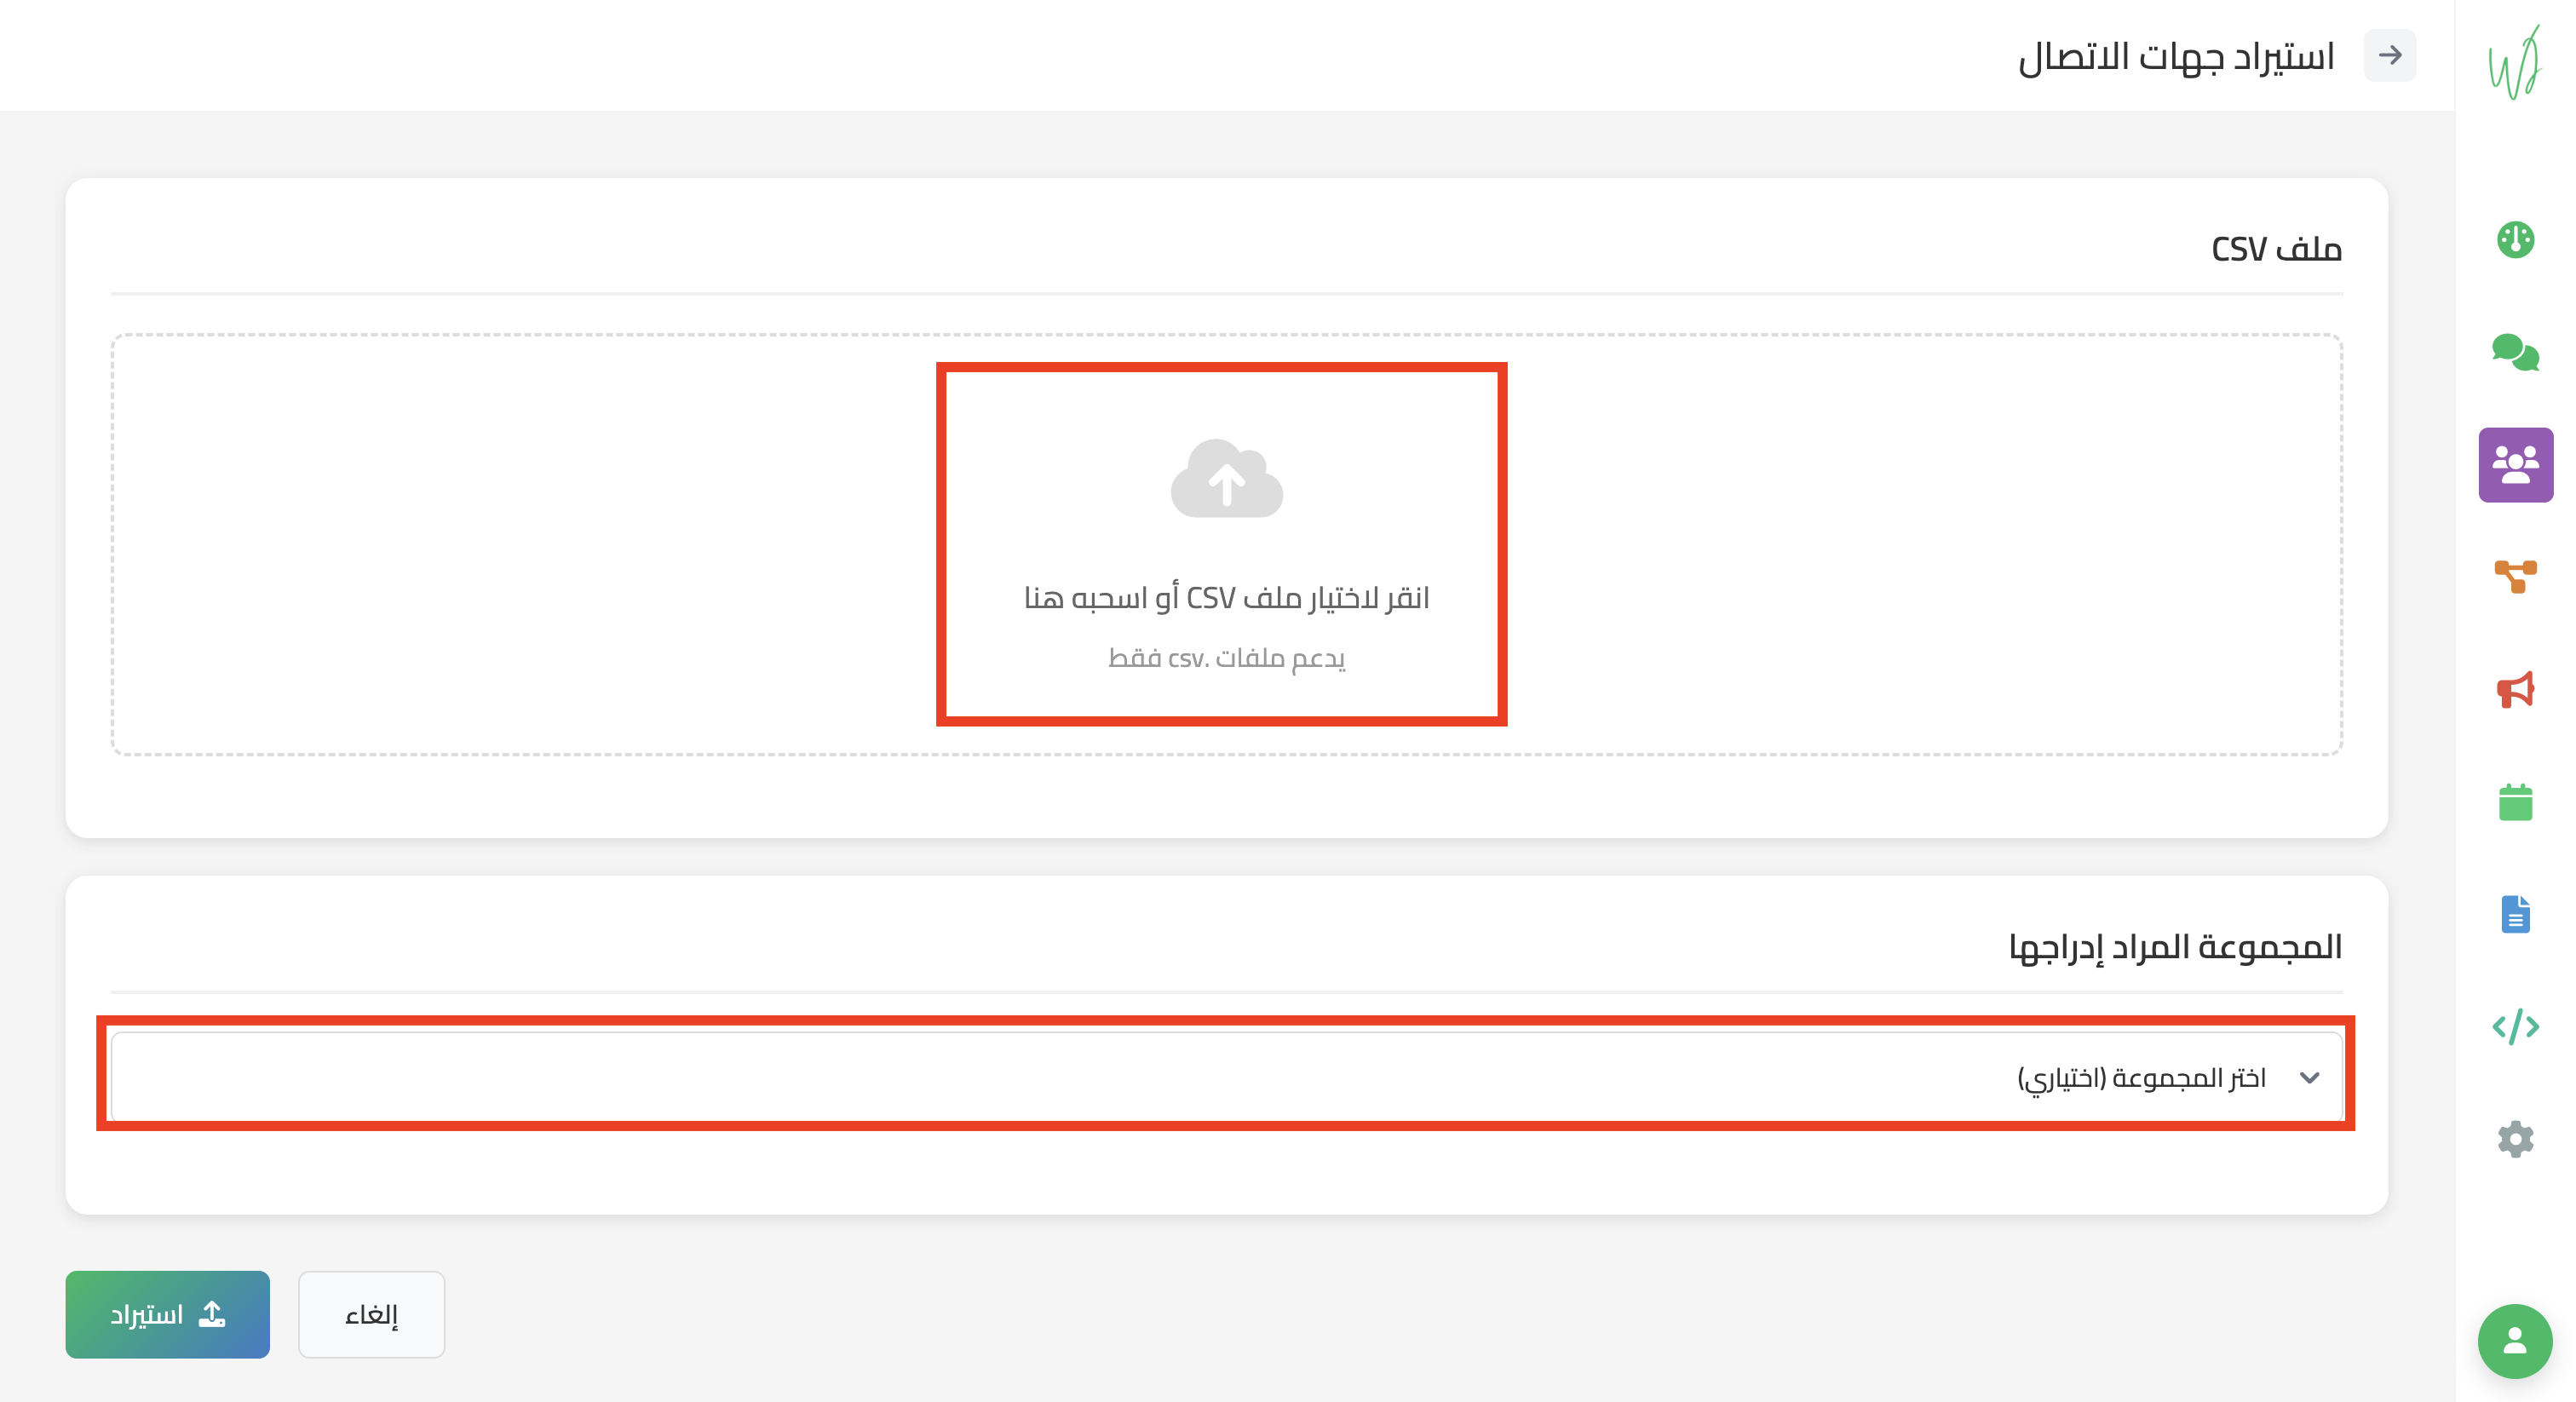 استيراد جهات الاتصال
ملف CSV
انقر لاختيار ملف CSV أو اسحبه هنا
يدعم ملفات .csv فقط
المجموعة المراد إدراجها
اختر المجموعة (اختياري)
إلغاء
استيراد